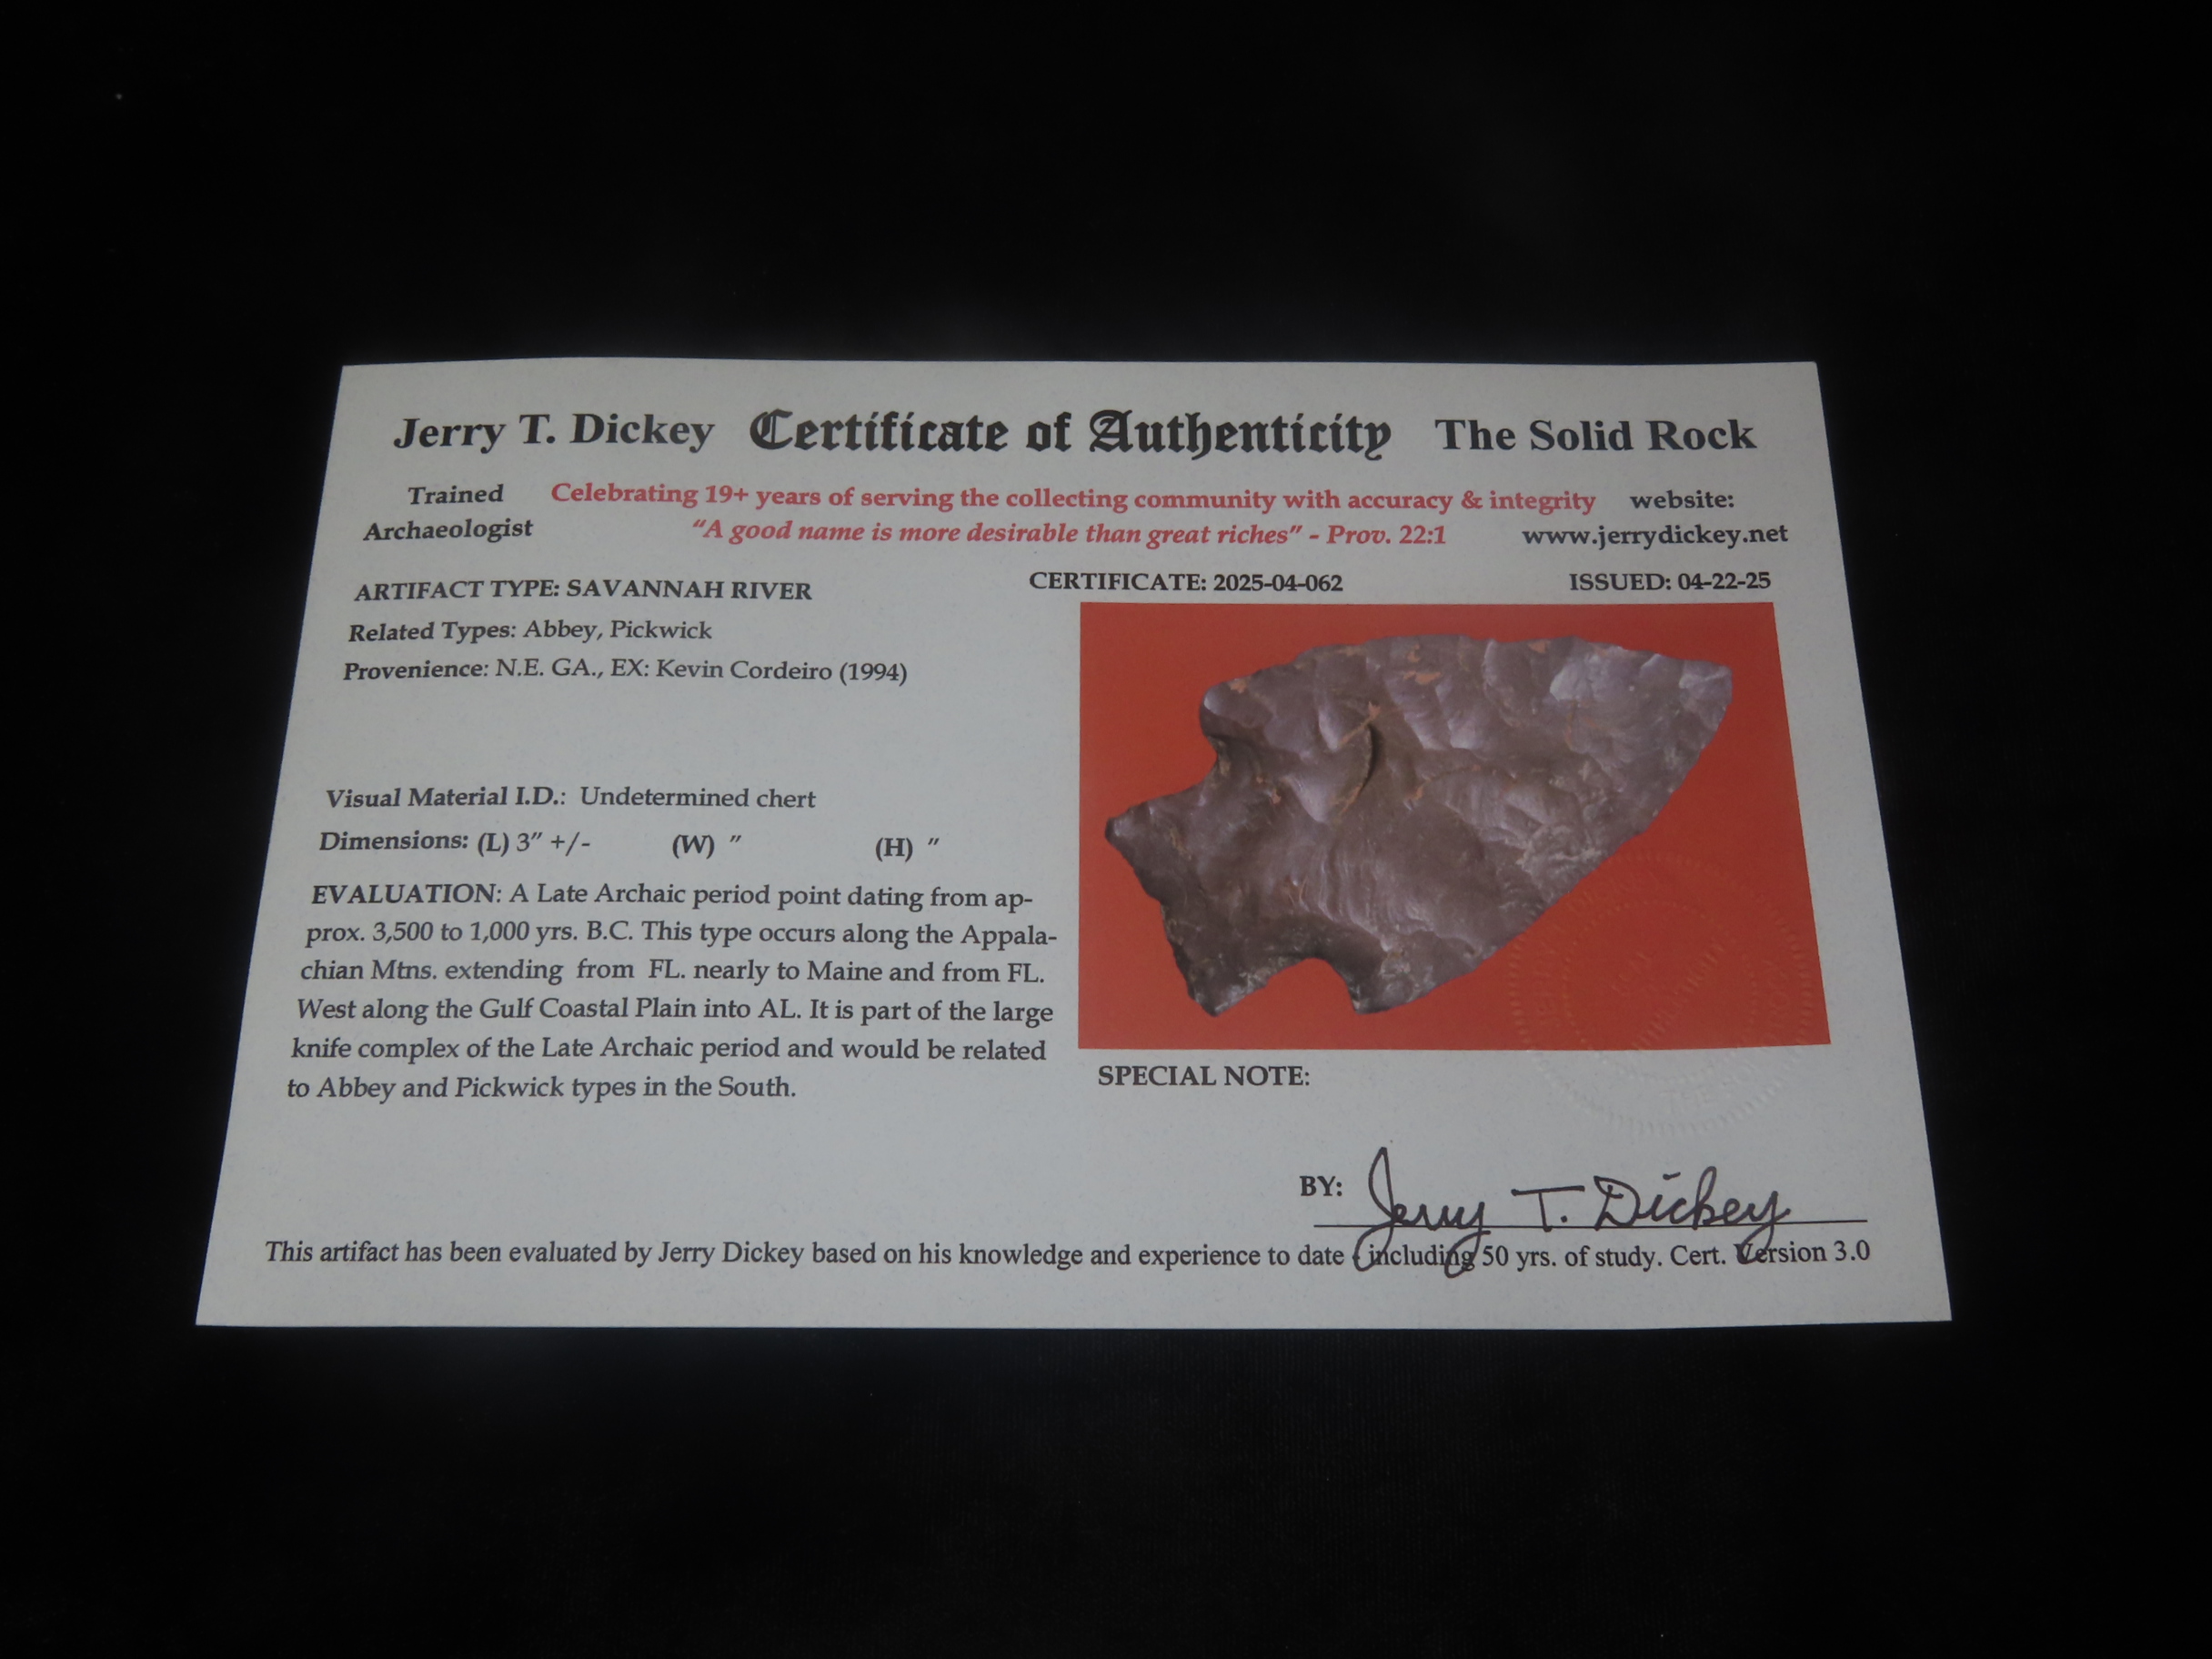 Jerry T. Dickey Certificate of Authenticity The Solid Rock
Trained Celebrating 19+ years of serving the collecting community with accuracy & integrity website:
Archaeologist "A good name is more desirable than great riches" - Prov. 22:1 www.jerrydickey.net
ARTIFACT TYPE: SAVANNAH RIVER CERTIFICATE: 2025-04-062 ISSUED: 04-22-25
Related Types: Abbey, Pickwick
Provenience: N.E. GA., EX: Kevin Cordeiro (1994)
Visual Material I.D.: Undetermined chert
Dimensions: (L) 3" +/- (W) " (H) "
EVALUATION: A Late Archaic period point dating from ap-
prox. 3,500 to 1,000 yrs. B.C. This type occurs along the Appala-
chian Mtns. extending from FL. nearly to Maine and from FL.
West along the Gulf Coastal Plain into AL. It is part of the large
knife complex of the Late Archaic period and would be related
to Abbey and Pickwick types in the South.
SPECIAL NOTE:
BY: Jerry T. Dickey
This artifact has been evaluated by Jerry Dickey based on his knowledge and experience to date - including 50 yrs. of study. Cert. Version 3.0